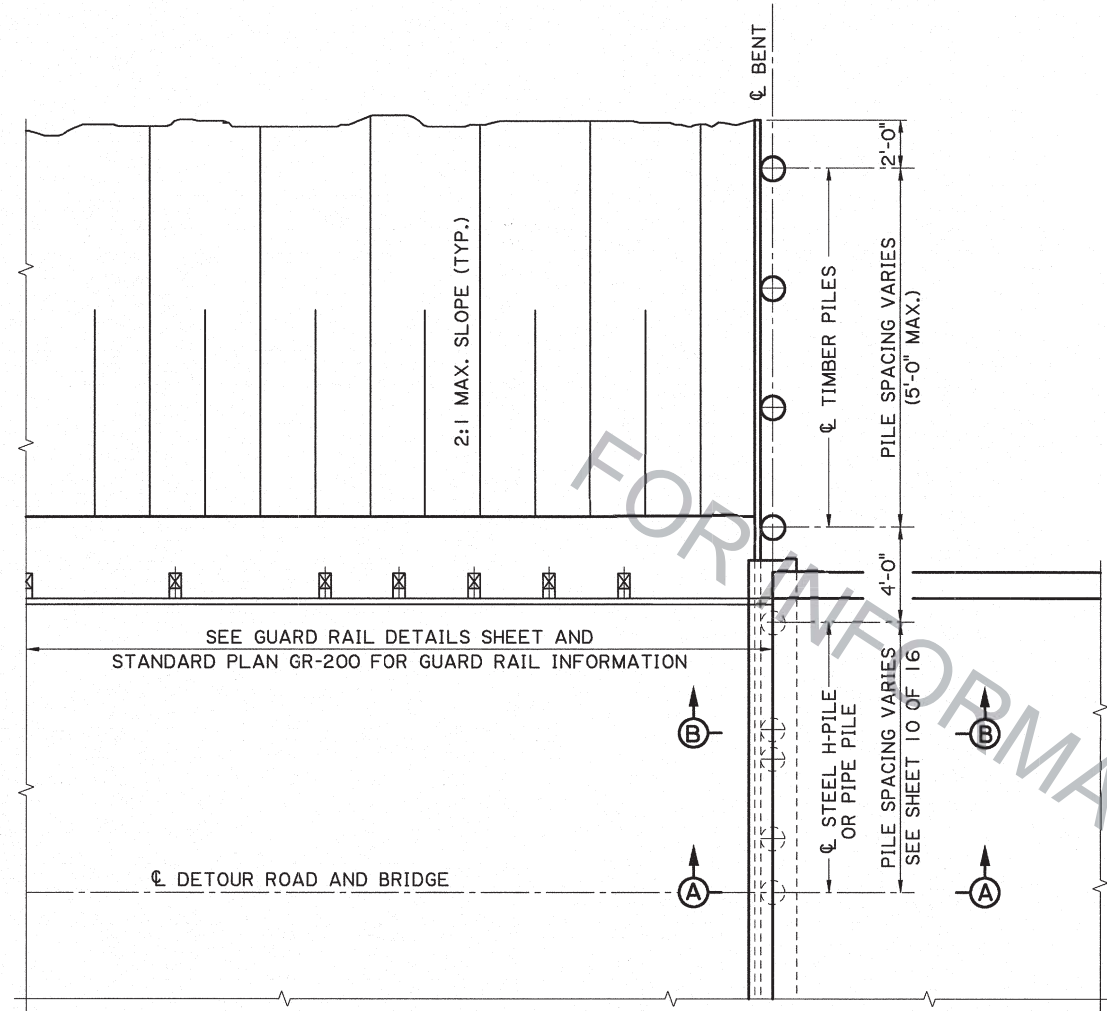 ℄ BENT
2'-0"
2:1 MAX. SLOPE (TYP.)
℄ TIMBER PILES
PILE SPACING VARIES
(5'-0" MAX.)
4'-0"
SEE GUARD RAIL DETAILS SHEET AND
STANDARD PLAN GR-200 FOR GUARD RAIL INFORMATION
℄ STEEL H-PILE
OR PIPE PILE
PILE SPACING VARIES
SEE SHEET 10 OF 16
B
B
℄ DETOUR ROAD AND BRIDGE
A
A
FOR INFORMA